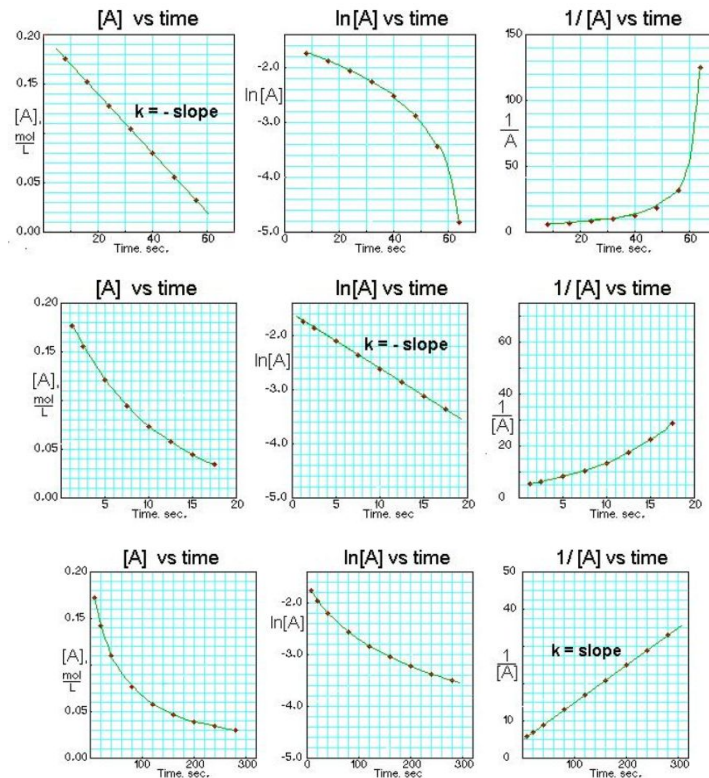 [A] vs time
0.20
0.15
[A],
mol
L
0.05
0.00
k = - slope
20
40
60
Time. sec.
ln[A] vs time
-2.0
ln[A]
-3.0
-4.0
-5.0
0
20
40
60
Time. sec.
1/ [A] vs time
150
100
1
A
50
0
0
20
40
60
Time. sec.
[A] vs time
0.20
0.15
[A],
mol
L
0.05
0.00
5
10
15
20
Time. sec.
ln[A] vs time
-2.0
ln[A]
-3.0
-4.0
-5.0
k = - slope
0
5
10
15
20
Time. sec.
1/ [A] vs time
60
40
1
[A]
20
0
0
5
10
15
20
Time. sec.
[A] vs time
0.20
0.15
[A],
mol
L
0.05
0.00
100
200
300
Time. sec.
ln[A] vs time
-2.0
ln[A]
-3.0
-4.0
-5.0
0
100
200
300
Time. sec.
1/ [A] vs time
50
40
k = slope
1
[A]
10
0
0
100
200
300
Time. sec.